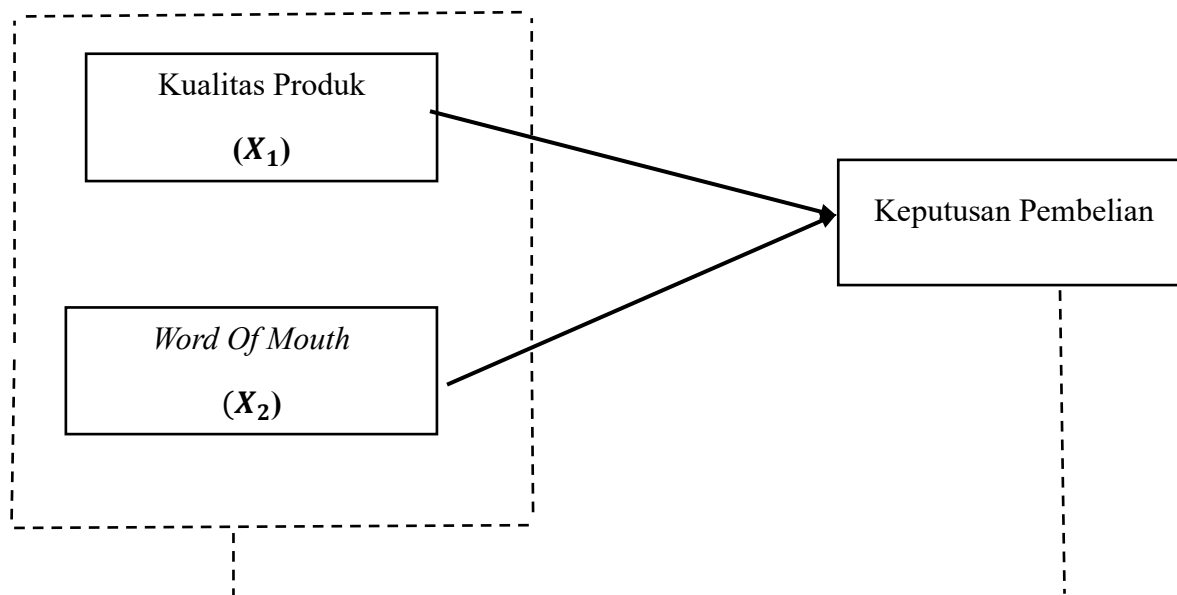 Kualitas Produk
(X₁)
Keputusan Pembelian
Word Of Mouth
(X₂)